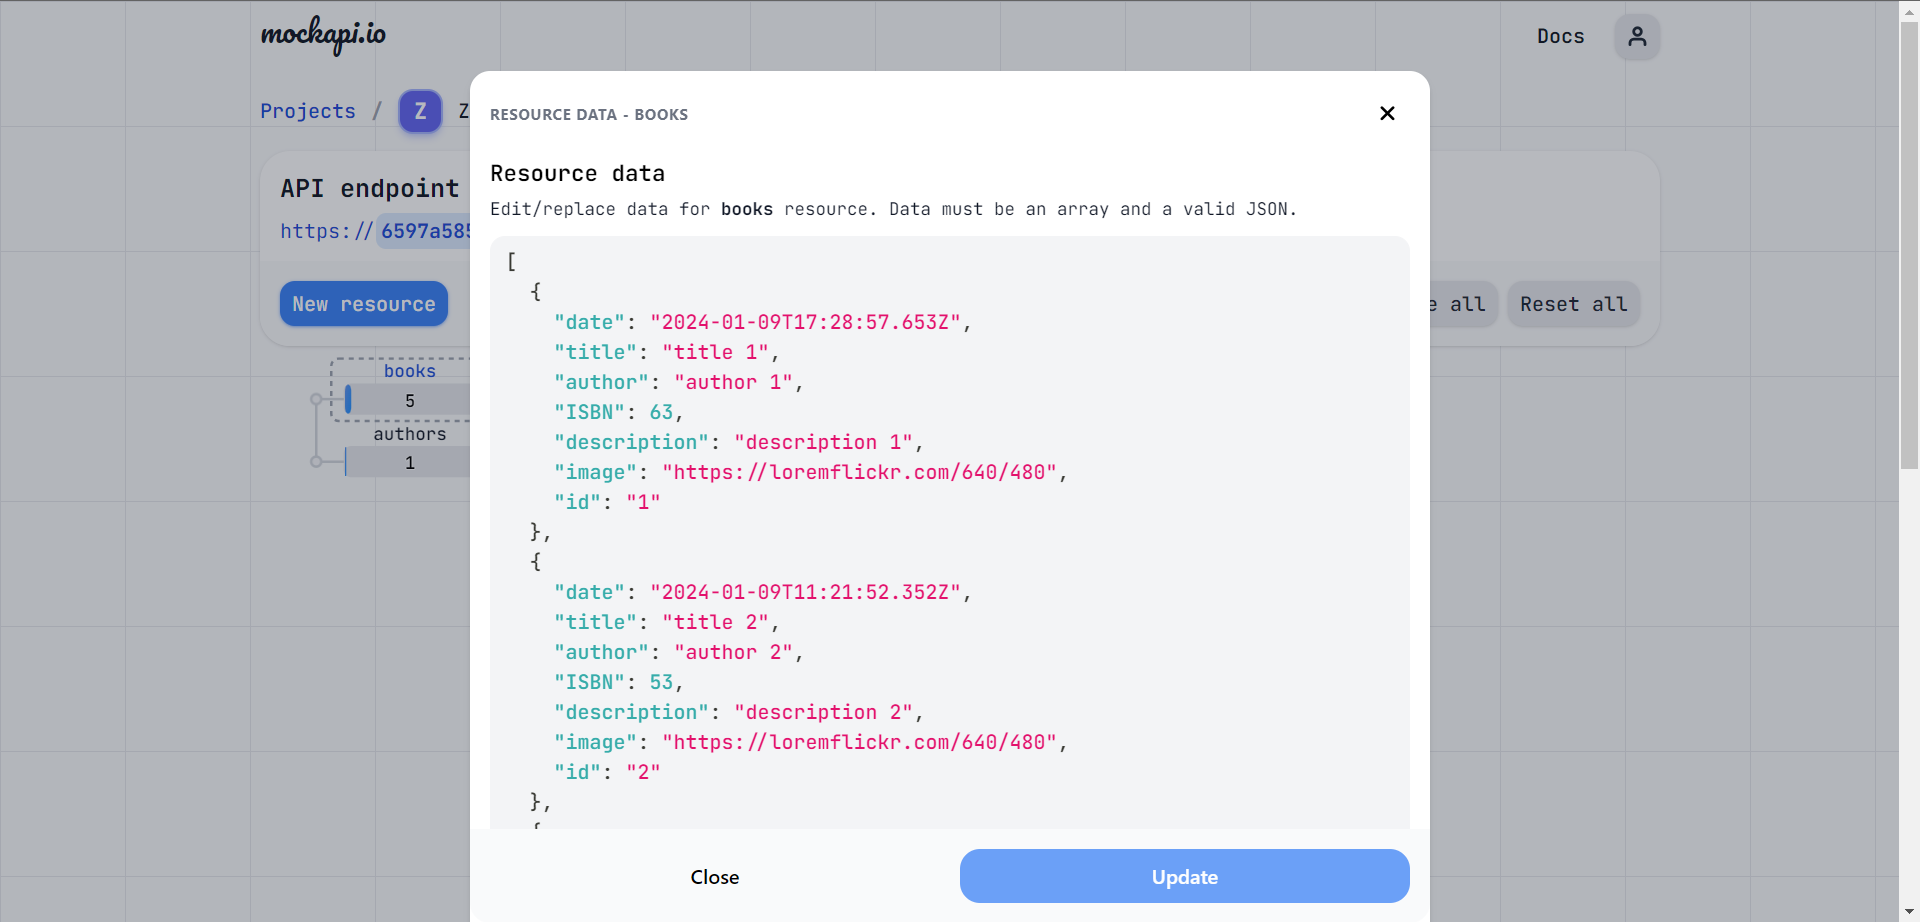 mockapi.io
Docs
Projects / Z Z
RESOURCE DATA - BOOKS
API endpoint
https://6597a585
New resource
e all
Reset all
books
5
authors
1
Resource data
Edit/replace data for books resource. Data must be an array and a valid JSON.
[
{
"date": "2024-01-09T17:28:57.653Z",
"title": "title 1",
"author": "author 1",
"ISBN": 63,
"description": "description 1",
"image": "https://loremflickr.com/640/480",
"id": "1"
},
{
"date": "2024-01-09T11:21:52.352Z",
"title": "title 2",
"author": "author 2",
"ISBN": 53,
"description": "description 2",
"image": "https://loremflickr.com/640/480",
"id": "2"
},
{
Close
Update